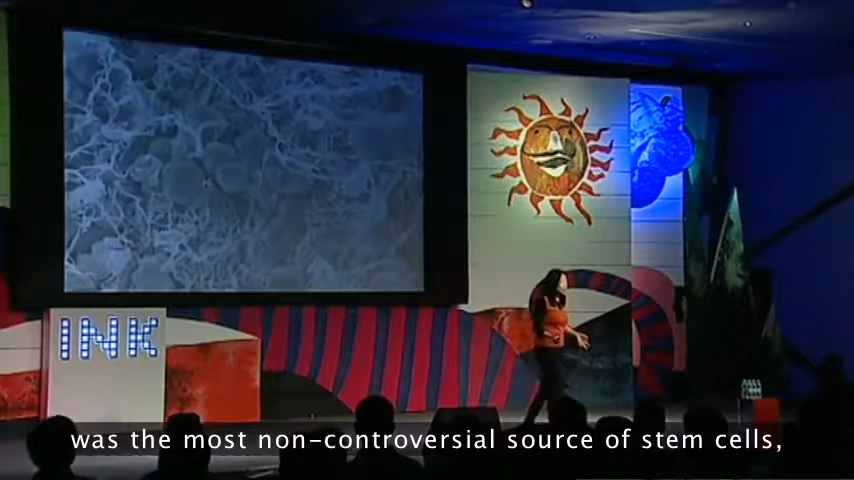 INK
was the most non-controversial source of stem cells,